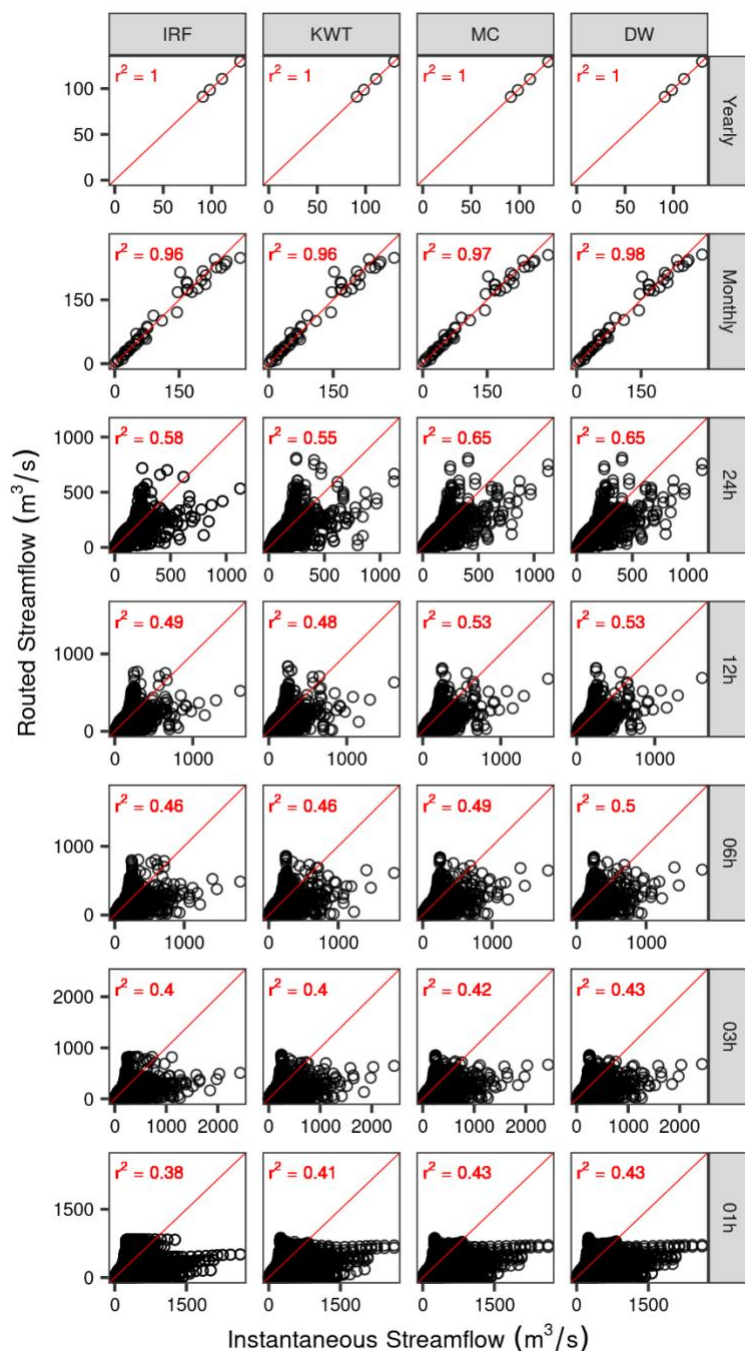 IRF KWT MC DW
r² = 1 r² = 1 r² = 1 r² = 1
100
50
0
0 50 100 0 50 100 0 50 100 0 50 100
Yearly
r² = 0.96 r² = 0.96 r² = 0.97 r² = 0.98
150
0
0 150 0 150 0 150 0 150
Monthly
r² = 0.58 r² = 0.55 r² = 0.65 r² = 0.65
1000
500
0
0 500 1000 0 500 1000 0 500 1000 0 500 1000
24h
r² = 0.49 r² = 0.48 r² = 0.53 r² = 0.53
1000
0
0 1000 0 1000 0 1000 0 1000
12h
r² = 0.46 r² = 0.46 r² = 0.49 r² = 0.5
1000
0
0 1000 0 1000 0 1000 0 1000
06h
r² = 0.4 r² = 0.4 r² = 0.42 r² = 0.43
2000
1000
0
0 1000 2000 0 1000 2000 0 1000 2000 0 1000 2000
03h
r² = 0.38 r² = 0.41 r² = 0.43 r² = 0.43
1500
0
0 1500 0 1500 0 1500 0 1500
01h
Routed Streamflow (m³/s)
Instantaneous Streamflow (m³/s)